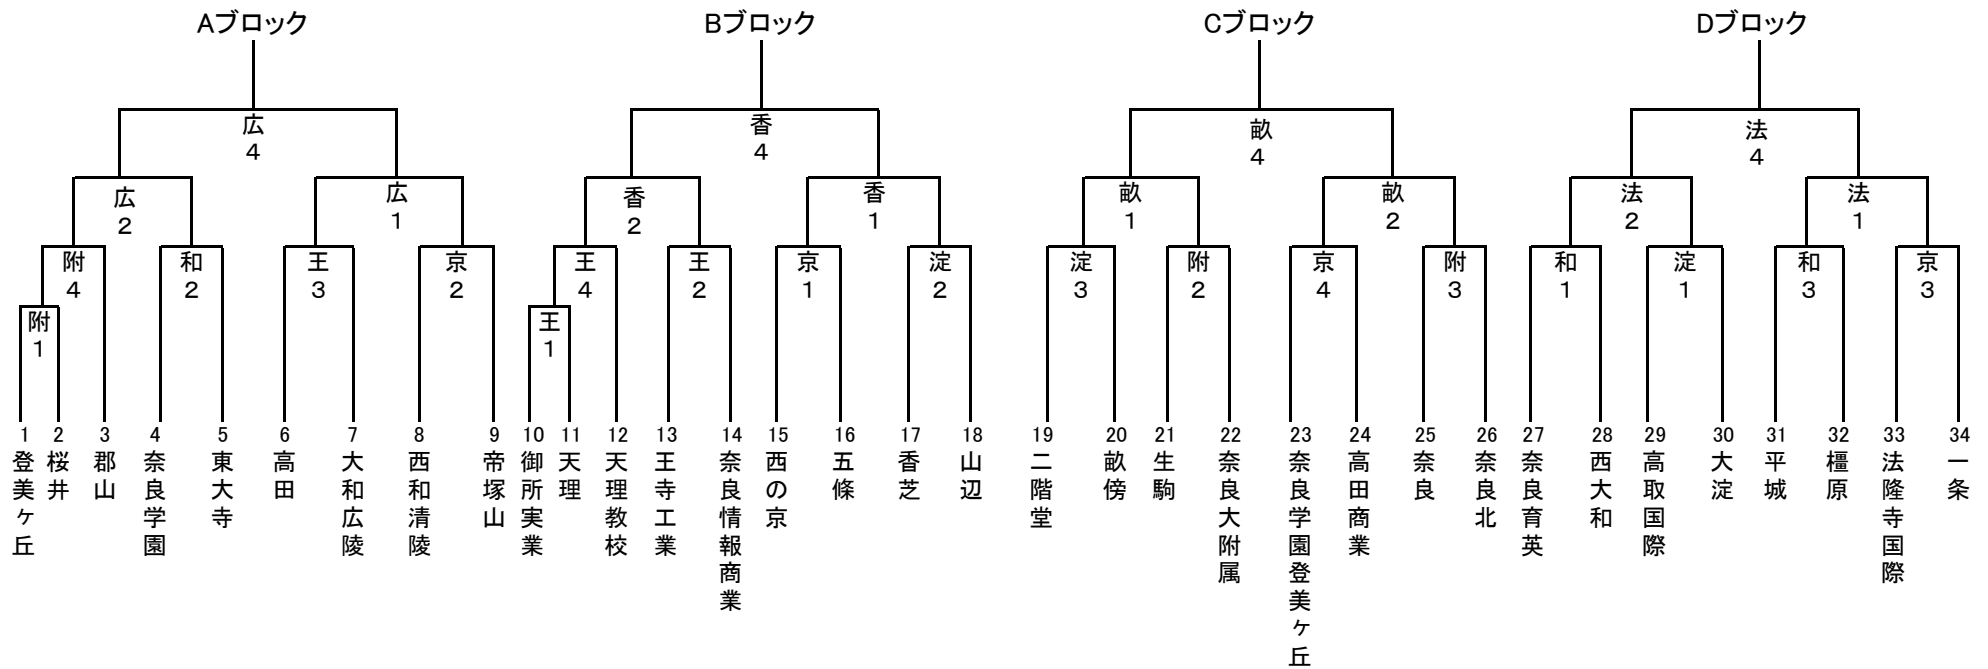 Aブロック
Bブロック
Cブロック
Dブロック
広
4
香
4
畝
4
法
4
広
2
広
1
香
2
香
1
畝
1
畝
2
法
2
法
1
附
4
和
2
王
3
京
2
王
4
王
2
京
1
淀
2
淀
3
附
2
京
4
附
3
和
1
淀
1
和
3
京
3
附
1
王
1
1
登美ヶ丘
2
桜井
3
郡山
4
奈良学園
5
東大寺
6
高田
7
大和広陵
8
西和清陵
9
帝塚山
10
御所実業
11
天理
12
天理教校
13
王寺工業
14
奈良情報商業
15
西の京
16
五條
17
香芝
18
山辺
19
二階堂
20
畝傍
21
生駒
22
奈良大附属
23
奈良学園登美ヶ丘
24
高田商業
25
奈良
26
奈良北
27
奈良育英
28
西大和
29
高取国際
30
大淀
31
平城
32
橿原
33
法隆寺国際
34
一条